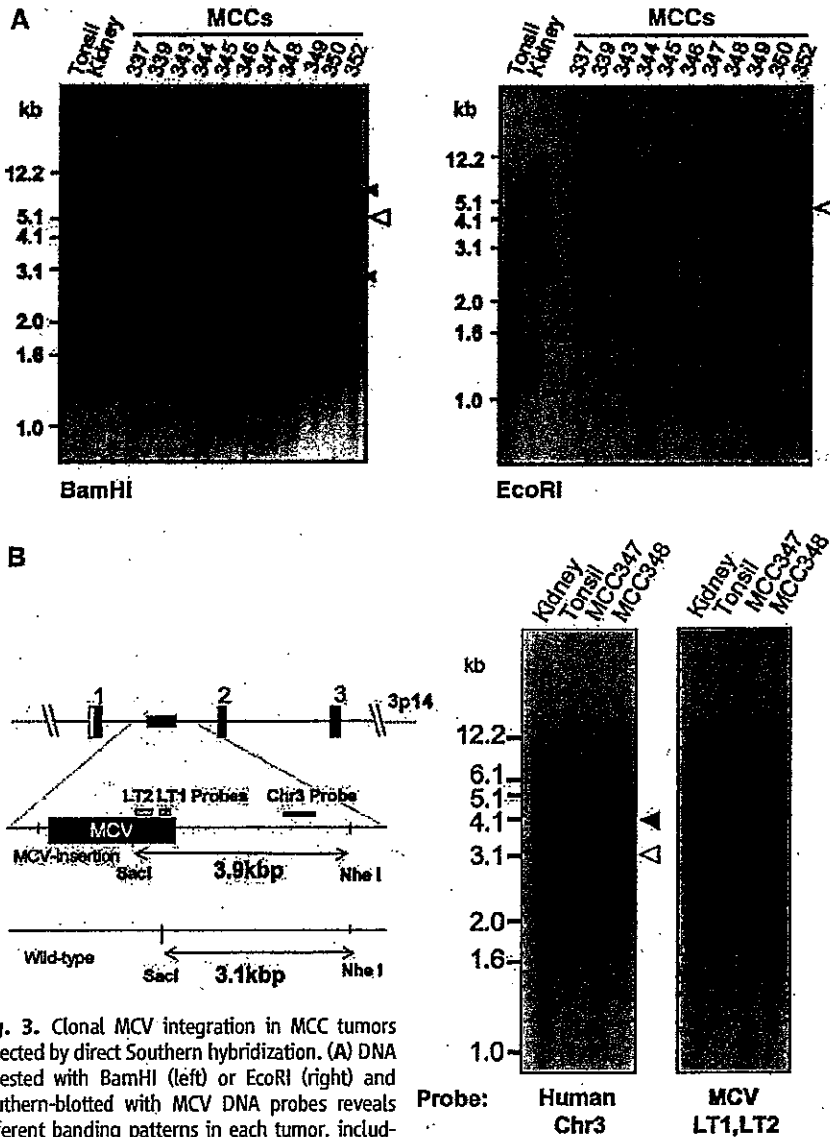 A
MCCs
Tonsil Kidney 337 339 343 344 345 346 347 348 349 350 352
kb
12.2
5.1
4.1
3.1
2.0
1.6
1.0
BamHI
MCCs
Tonsil Kidney 337 339 343 344 345 346 347 348 349 350 352
kb
12.2
5.1
4.1
3.1
2.0
1.6
1.0
EcoRI
B
1 2 3 3p14
LT2 LT1 Probes Chr3 Probe
MCV
MCV-Insertion
SacI 3.9kbp Nhe I
Wild-type
SacI 3.1kbp Nhe I
Kidney Tonsil MCC347 MCC348
kb
12.2
6.1
5.1
4.1
3.1
2.0
1.6
1.0
Kidney Tonsil MCC347 MCC348
Probe: Human Chr3
MCV LT1,LT2
g. 3. Clonal MCV integration in MCC tumors
ected by direct Southern hybridization. (A) DNA
ested with BamHI (left) or EcoRI (right) and
uthern-blotted with MCV DNA probes reveals
ferent banding patterns in each tumor, includ-